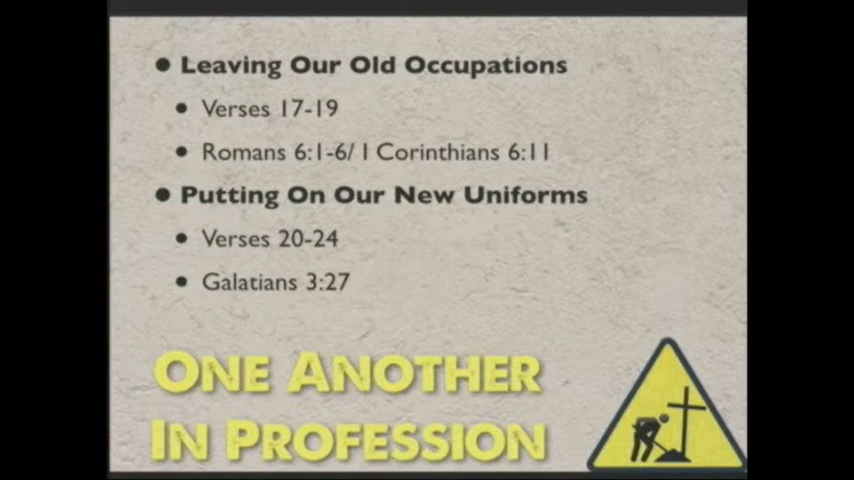 • Leaving Our Old Occupations
• Verses 17-19
• Romans 6:1-6/ 1 Corinthians 6:11
• Putting On Our New Uniforms
• Verses 20-24
• Galatians 3:27
ONE ANOTHER
IN PROFESSION